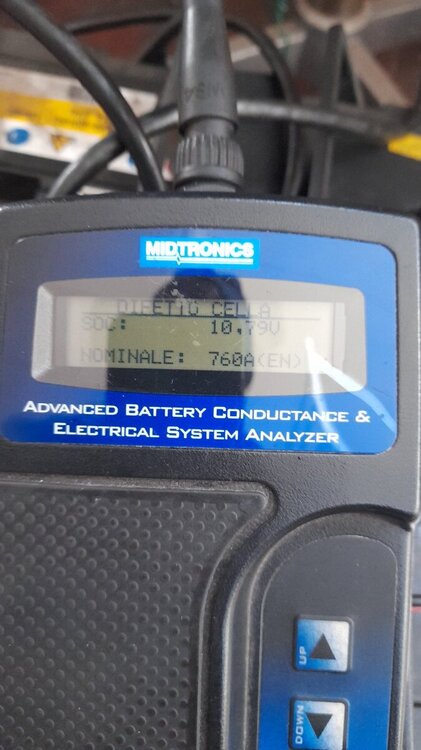 MIDTRONICS
DIFETTO CELLA
SOC: 10,79V
NOMINALE: 760A(EN)
ADVANCED BATTERY CONDUCTANCE &
ELECTRICAL SYSTEM ANALYZER
UP
DOWN